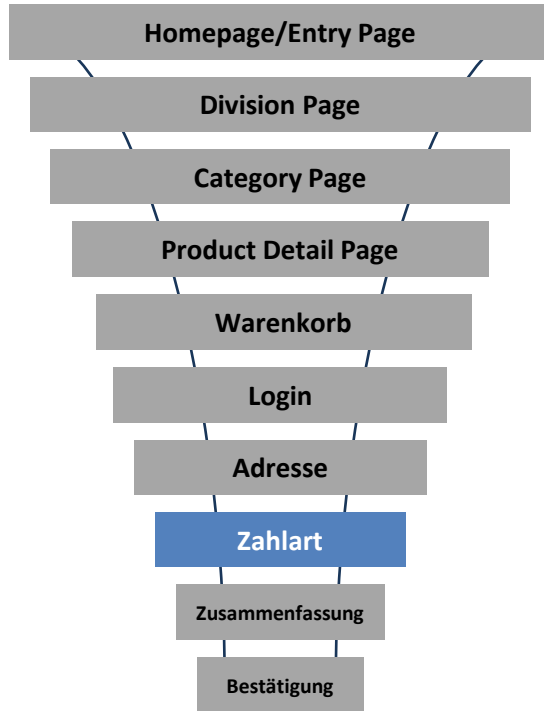 Homepage/Entry Page
Division Page
Category Page
Product Detail Page
Warenkorb
Login
Adresse
Zahlart
Zusammenfassung
Bestätigung